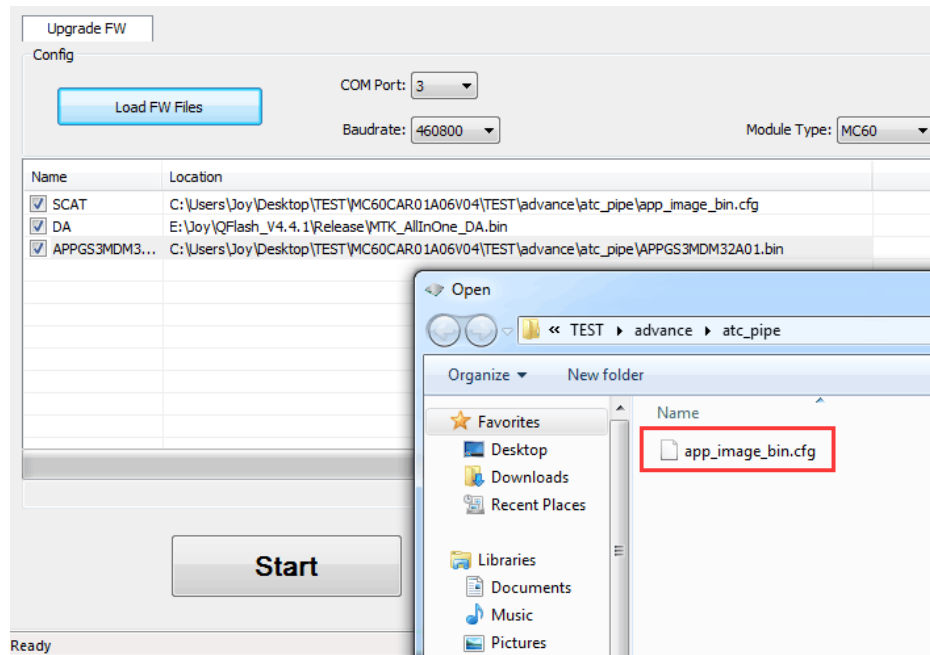 Upgrade FW
Config
Load FW Files
COM Port: 3
Baudrate: 460800
Module Type: MC60
Name Location
SCAT C:\Users\Joy\Desktop\TEST\MC60CAR01A06V04\TEST\advance\atc_pipe\app_image_bin.cfg
DA E:\Joy\QFlash_V4.4.1\Release\MTK_AllInOne_DA.bin
APPGS3MDM3... C:\Users\Joy\Desktop\TEST\MC60CAR01A06V04\TEST\advance\atc_pipe\APPGS3MDM32A01.bin
Open
« TEST advance atc_pipe
Organize New folder
Favorites
Desktop
Downloads
Recent Places
Libraries
Documents
Music
Pictures
Name
app_image_bin.cfg
Start
Ready